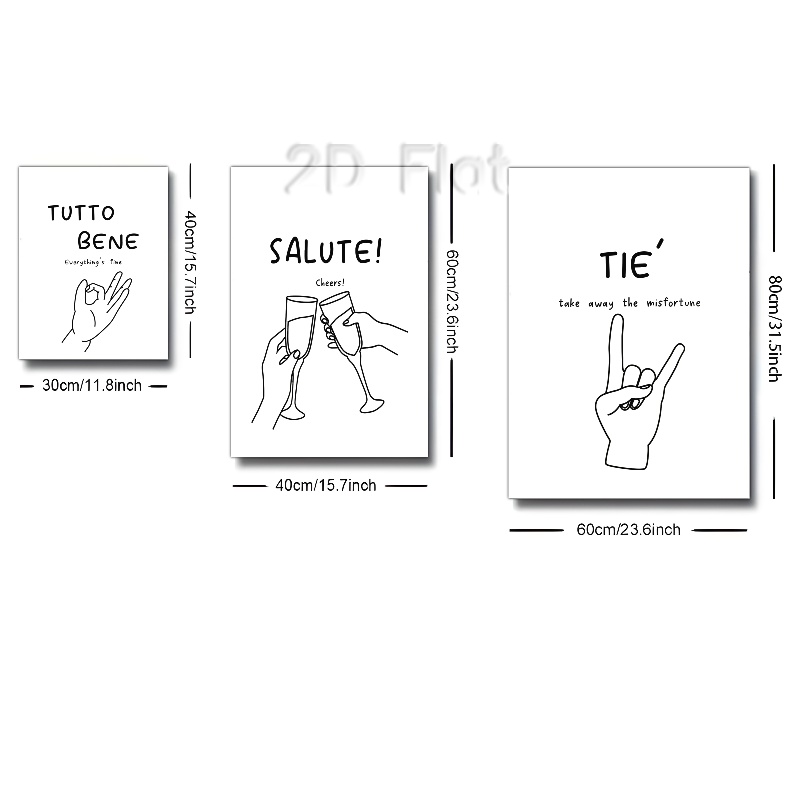 2D Flat
TUTTO
BENE
Everything's fine
40cm/15.7inch
30cm/11.8inch
SALUTE!
Cheers!
60cm/23.6inch
40cm/15.7inch
TIE´
take away the misfortune
80cm/31.5inch
60cm/23.6inch